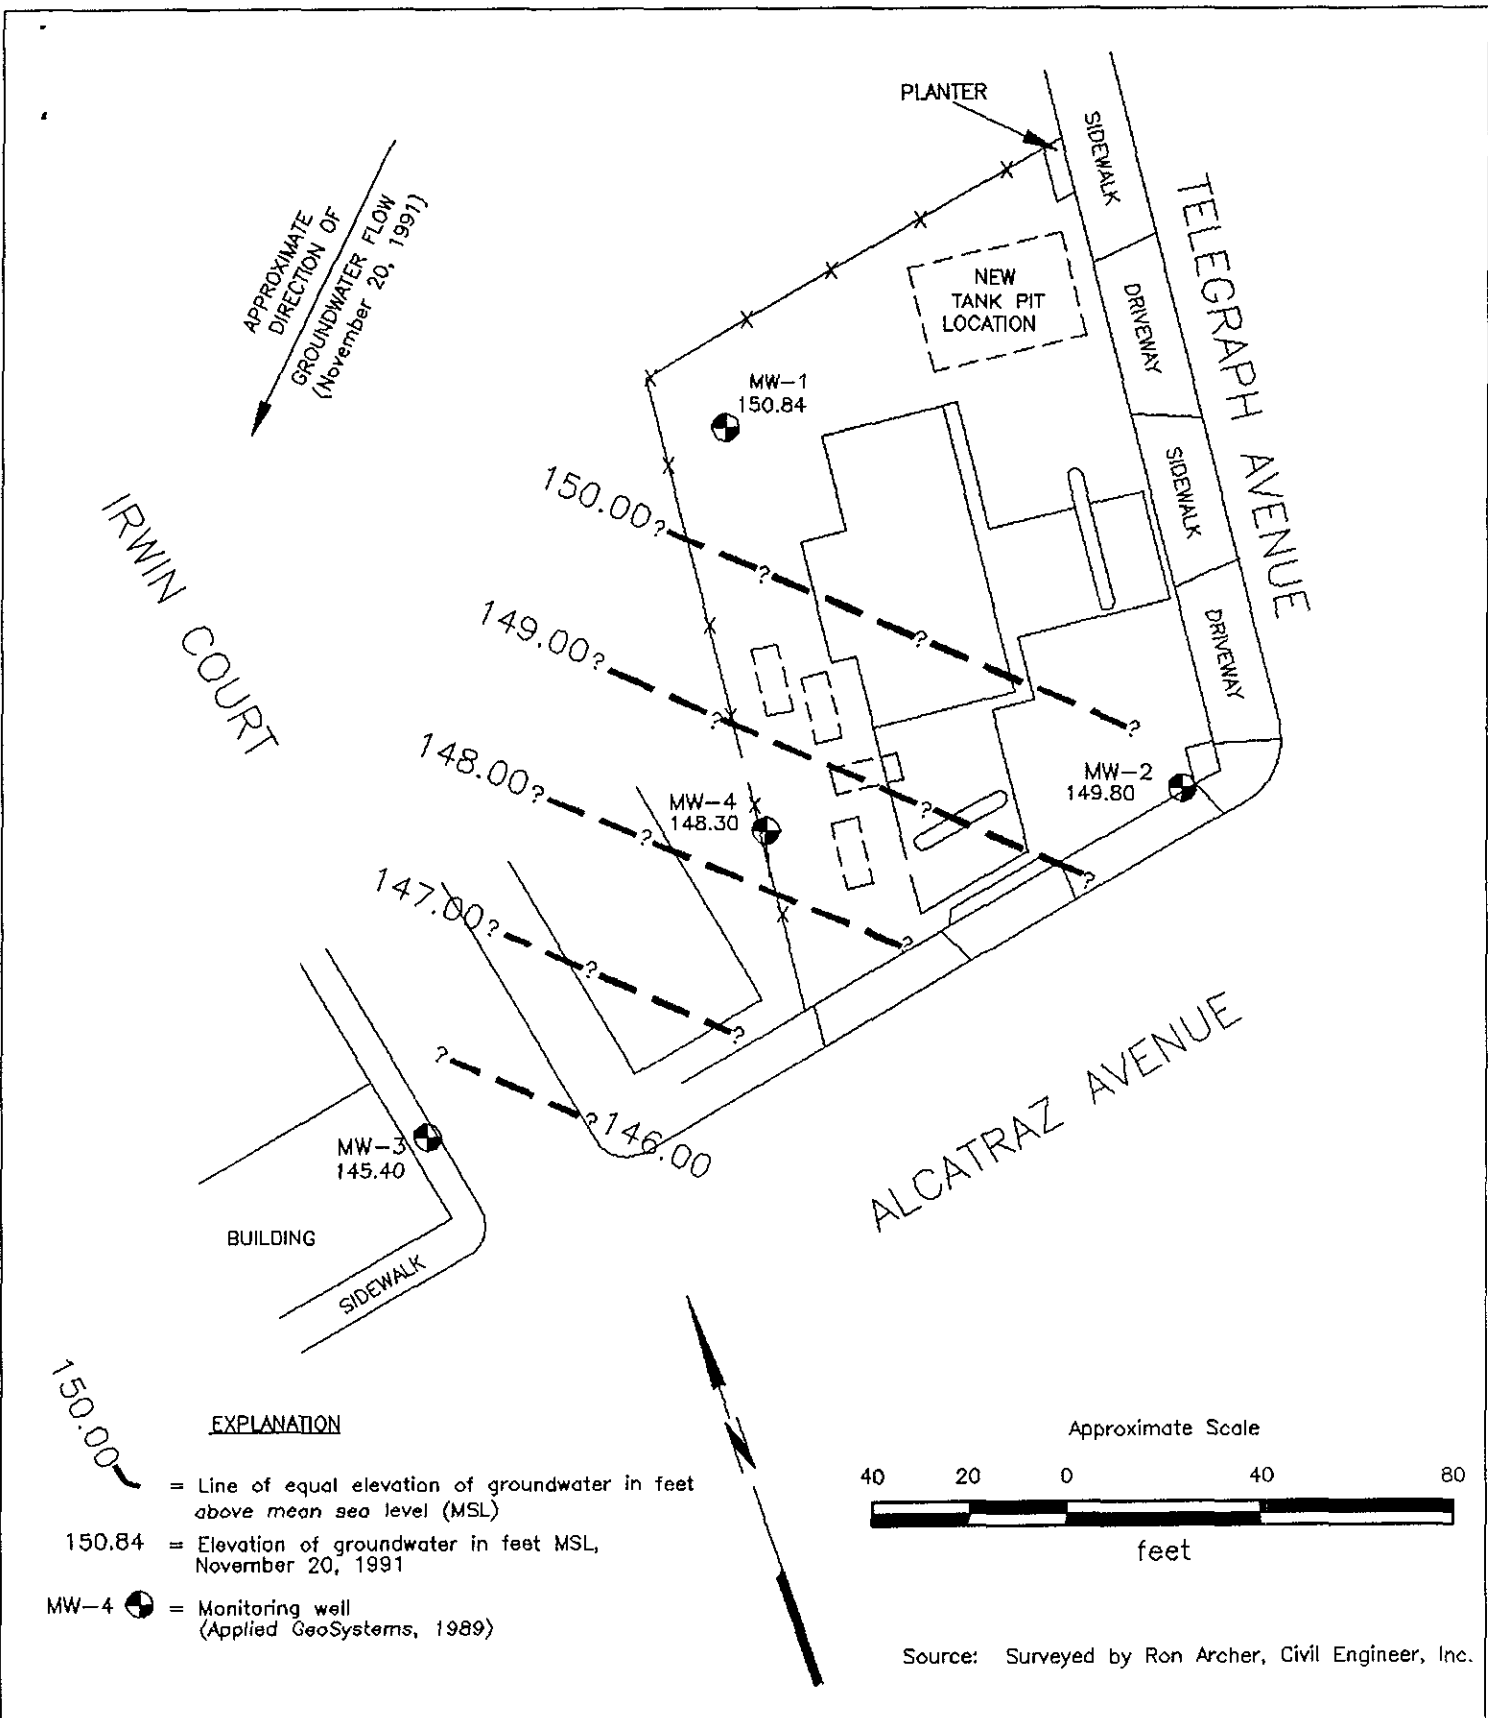 PLANTER
SIDEWALK
TELEGRAPH AVENUE
APPROXIMATE
DIRECTION OF
GROUNDWATER FLOW
(November 20, 1991)
NEW
TANK PIT
LOCATION
DRIVEWAY
MW-1
150.84
SIDEWALK
150.00?
?
?
?
IRWIN COURT
149.00?
?
?
?
DRIVEWAY
148.00?
?
?
MW-4
148.30
MW-2
149.80
147.00?
?
?
?
?
146.00
MW-3
145.40
ALCATRAZ AVENUE
BUILDING
SIDEWALK
150.00
EXPLANATION
= Line of equal elevation of groundwater in feet
above mean sea level (MSL)
150.84 = Elevation of groundwater in feet MSL,
November 20, 1991
MW-4 = Monitoring well
(Applied GeoSystems, 1989)
Approximate Scale
40 20 0 40 80
feet
Source: Surveyed by Ron Archer, Civil Engineer, Inc.